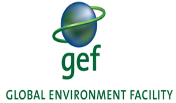 gef
GLOBAL ENVIRONMENT FACILITY